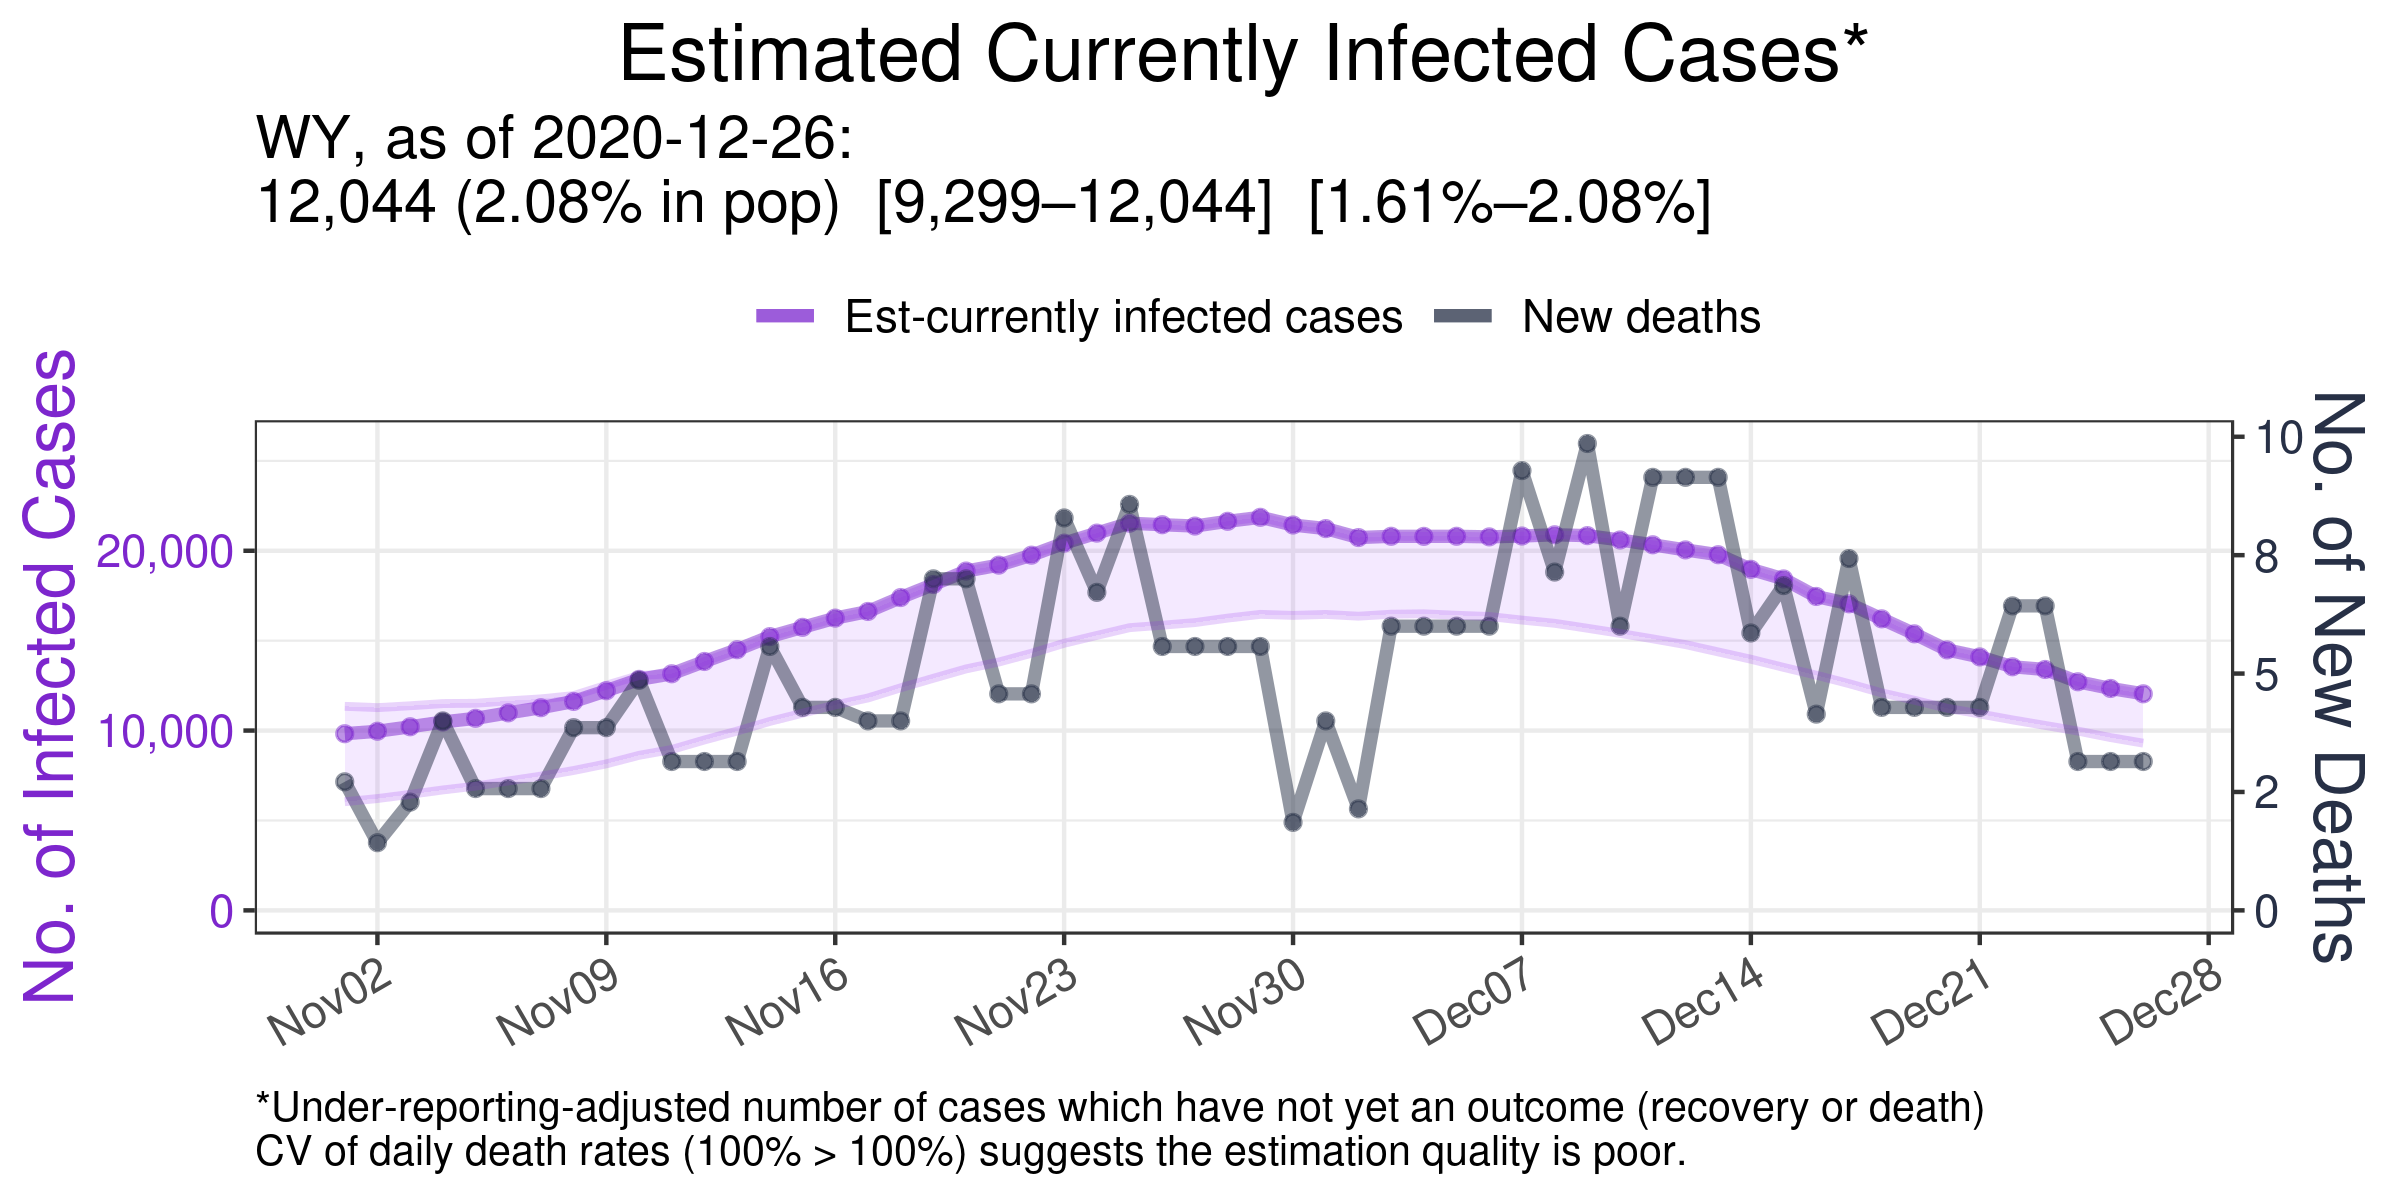 Estimated Currently Infected Cases*
WY, as of 2020-12-26:
12,044 (2.08% in pop)  [9,299–12,044]  [1.61%–2.08%]
Est-currently infected cases
New deaths
No. of Infected Cases
20,000
10,000
0
10
8
5
2
0
No. of New Deaths
Nov02
Nov09
Nov16
Nov23
Nov30
Dec07
Dec14
Dec21
Dec28
*Under-reporting-adjusted number of cases which have not yet an outcome (recovery or death)
CV of daily death rates (100% > 100%) suggests the estimation quality is poor.